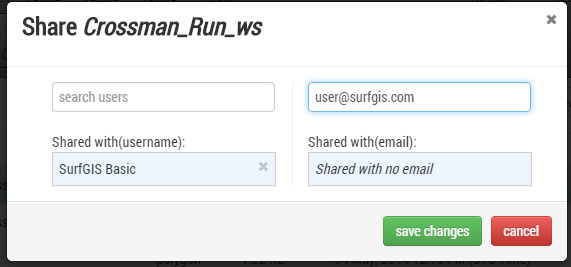 Share Crossman_Run_ws
×
search users
user@surfgis.com
Shared with(username):
Shared with(email):
SurfGIS Basic
×
Shared with no email
save changes
cancel